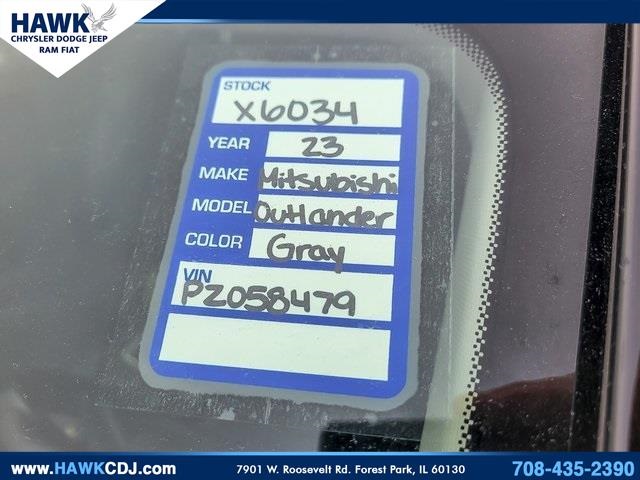 HAWK
CHRYSLER DODGE JEEP
RAM FIAT
STOCK
X6034
YEAR 23
MAKE Mitsubishi
MODEL Outlander
COLOR Gray
VIN
PZ058479
www.HAWKCDJ.com
7901 W. Roosevelt Rd. Forest Park, IL 60130
708-435-2390